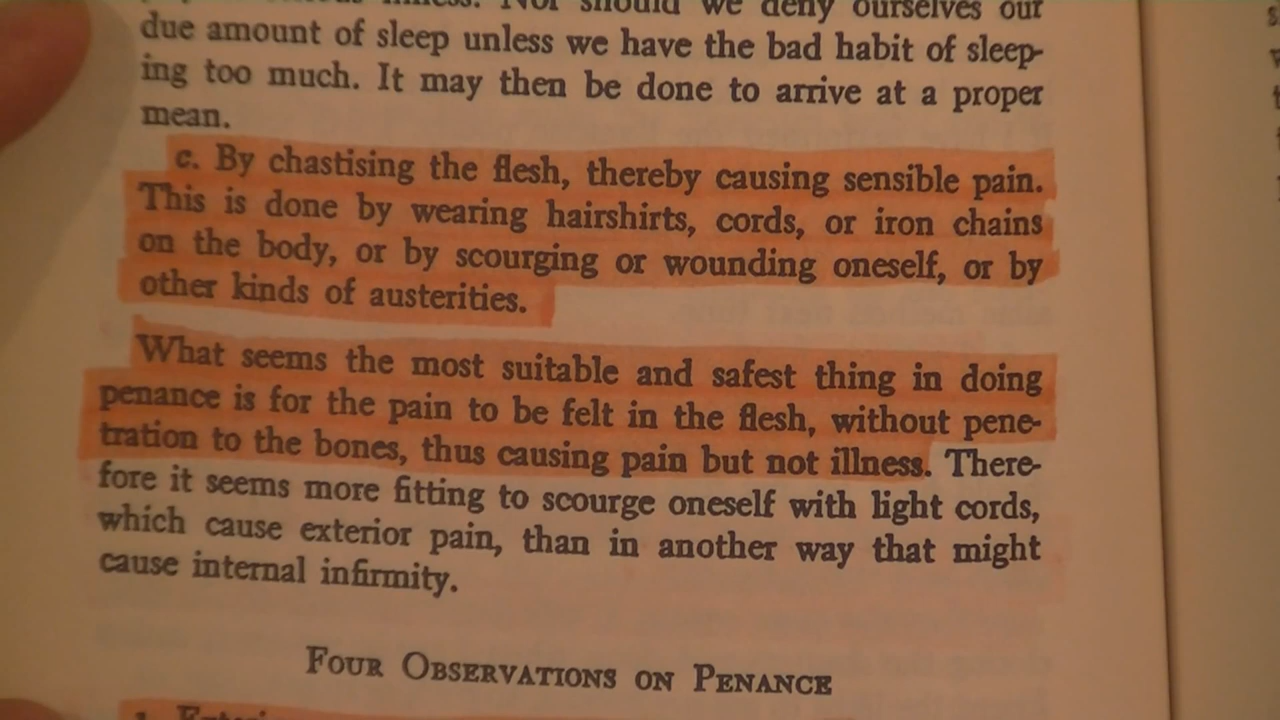 Nor should we deny ourselves our
due amount of sleep unless we have the bad habit of sleep-
ing too much. It may then be done to arrive at a proper
mean.
c. By chastising the flesh, thereby causing sensible pain.
This is done by wearing hairshirts, cords, or iron chains
on the body, or by scourging or wounding oneself, or by
other kinds of austerities.
What seems the most suitable and safest thing in doing
penance is for the pain to be felt in the flesh, without pene-
tration to the bones, thus causing pain but not illness. There-
fore it seems more fitting to scourge oneself with light cords,
which cause exterior pain, than in another way that might
cause internal infirmity.
FOUR OBSERVATIONS ON PENANCE